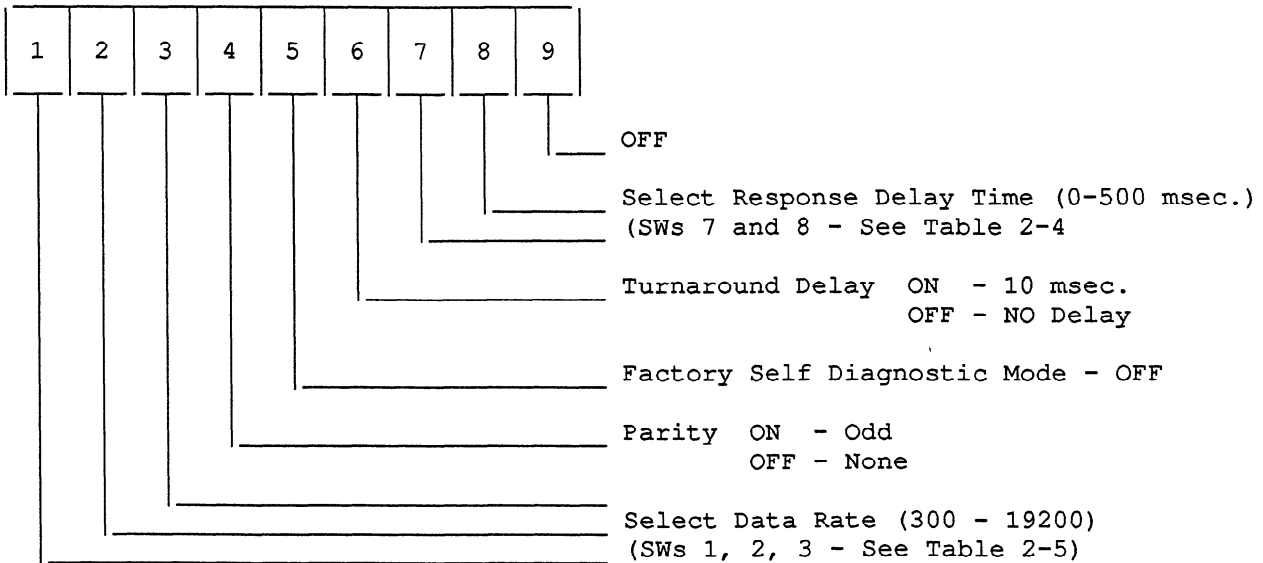 1 2 3 4 5 6 7 8 9
OFF
Select Response Delay Time (0-500 msec.)
(SWs 7 and 8 - See Table 2-4
Turnaround Delay ON - 10 msec.
OFF - NO Delay
Factory Self Diagnostic Mode - OFF
Parity ON - Odd
OFF - None
Select Data Rate (300 - 19200)
(SWs 1, 2, 3 - See Table 2-5)